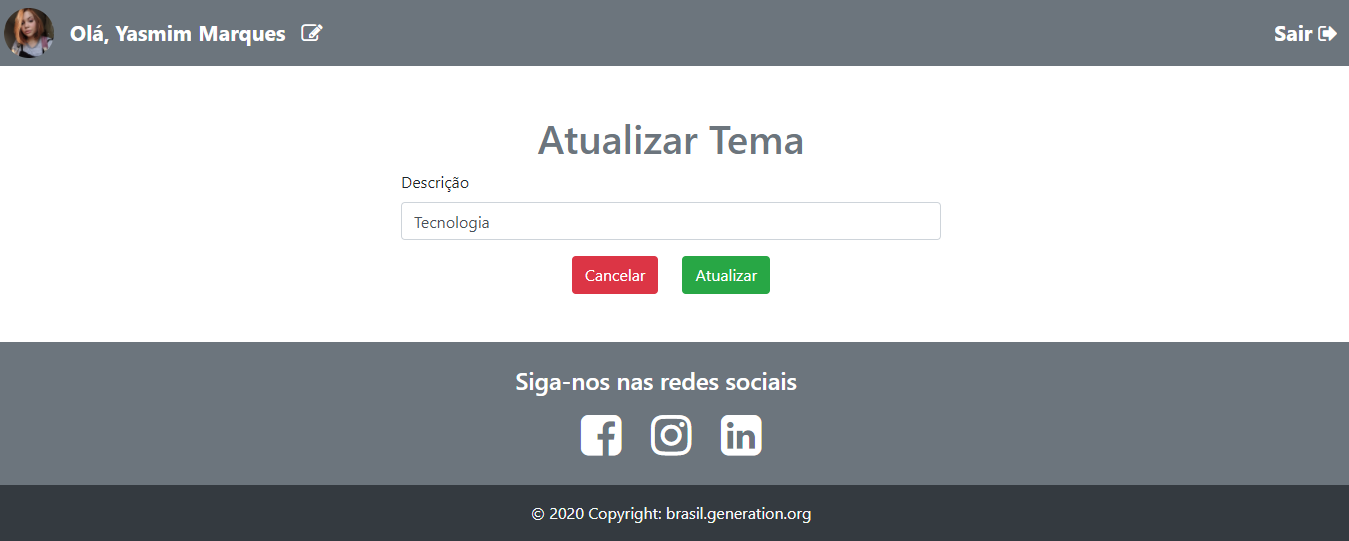 Olá, Yasmim Marques
Sair
Atualizar Tema
Descrição
Tecnologia
Cancelar
Atualizar
Siga-nos nas redes sociais
© 2020 Copyright: brasil.generation.org